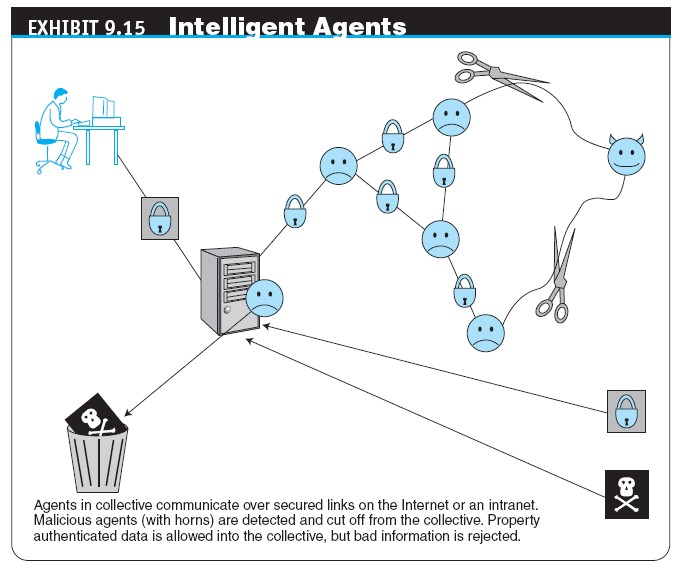 EXHIBIT 9.15 Intelligent Agents
Agents in collective communicate over secured links on the Internet or an intranet.
Malicious agents (with horns) are detected and cut off from the collective. Property
authenticated data is allowed into the collective, but bad information is rejected.